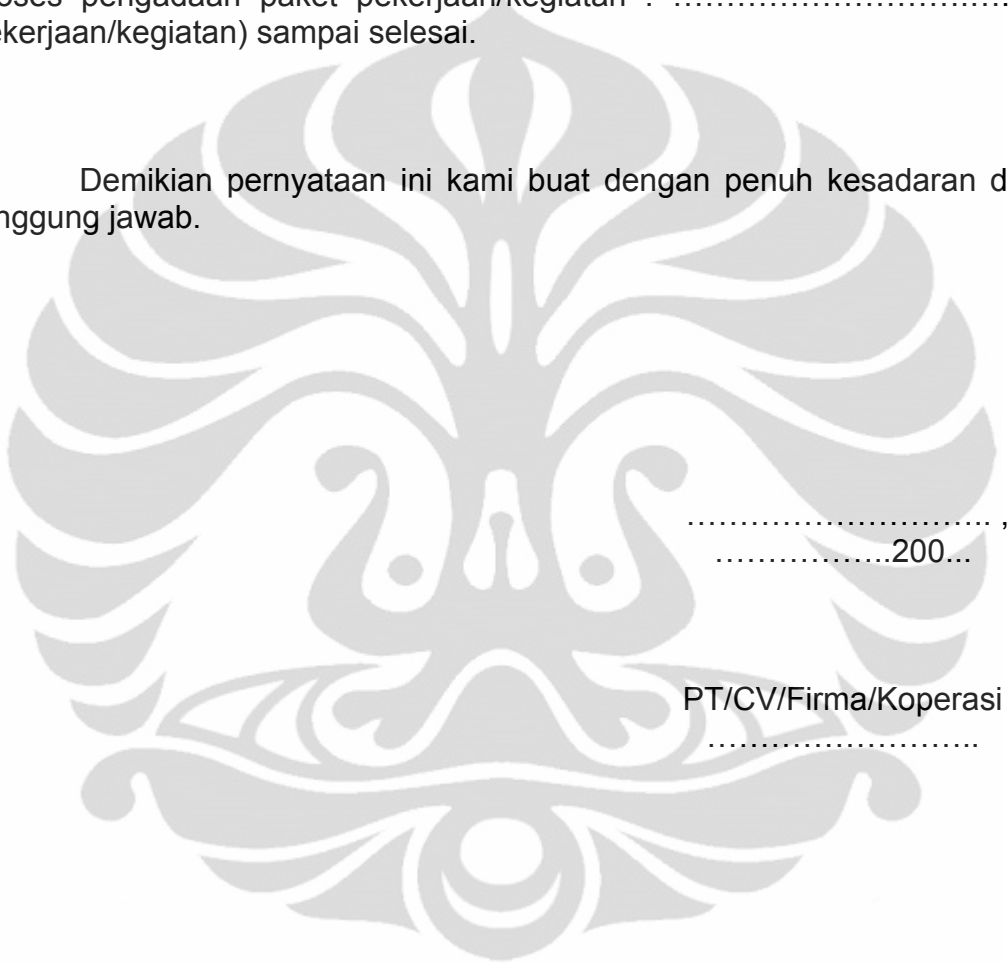 oses pengadaan paket pekerjaan/kegiatan : ……………………………
ekerjaan/kegiatan) sampai selesai.
Demikian pernyataan ini kami buat dengan penuh kesadaran d
nggung jawab.
……………………….. ,
……………..200...
PT/CV/Firma/Koperasi
……………………..